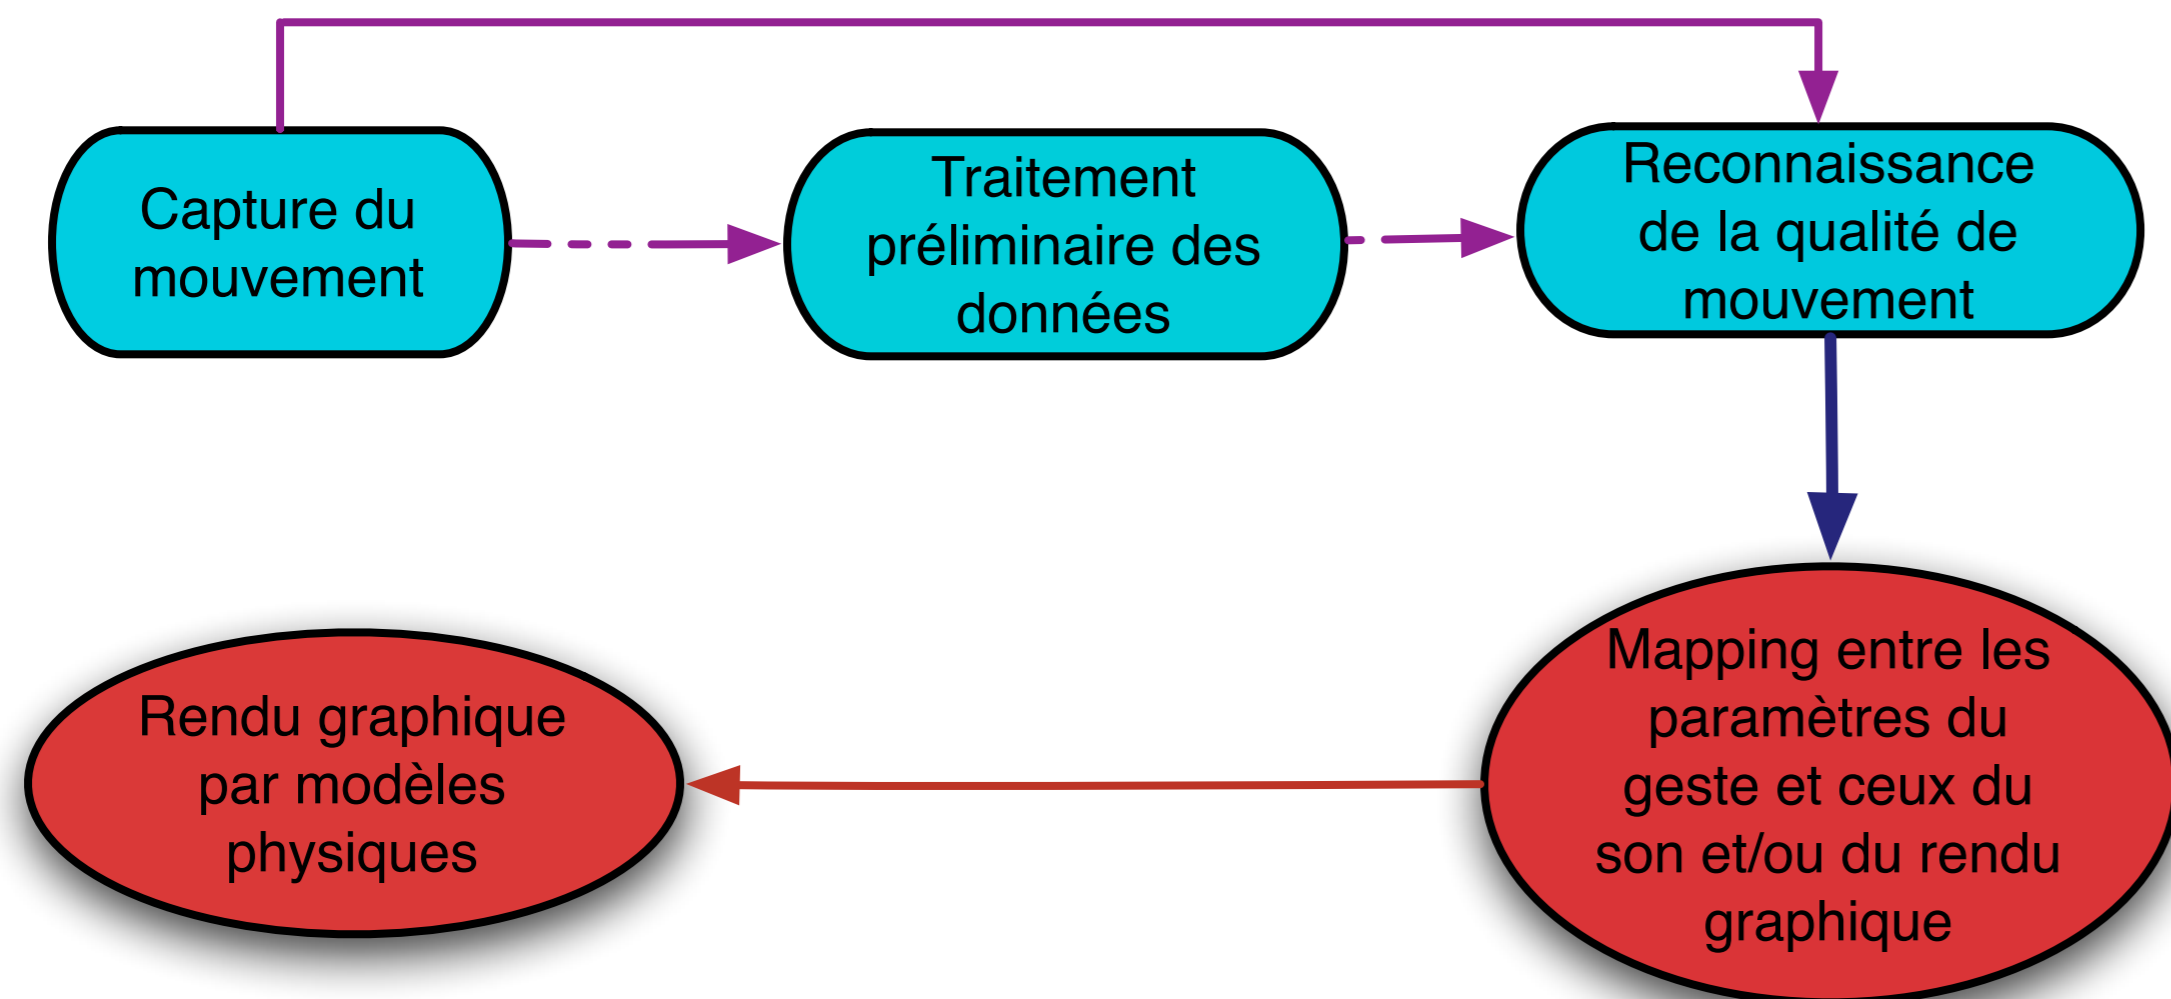 Capture du
mouvement
Traitement
préliminaire des
données
Reconnaissance
de la qualité de
mouvement
Rendu graphique
par modèles
physiques
Mapping entre les
paramètres du
geste et ceux du
son et/ou du rendu
graphique